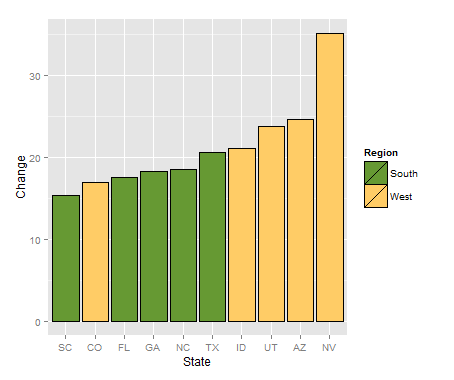 Change
30
20
10
0
SC CO FL GA NC TX ID UT AZ NV
State
Region
South
West